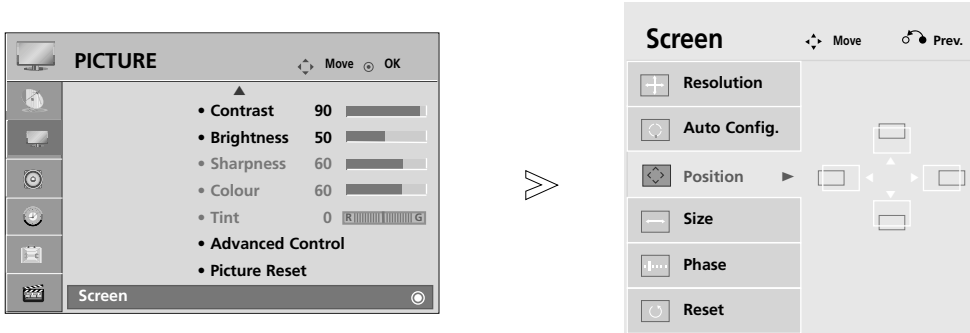 PICTURE Move OK
• Contrast 90
• Brightness 50
• Sharpness 60
• Colour 60
• Tint 0 R G
• Advanced Control
• Picture Reset
Screen
Screen Move Prev.
Resolution
Auto Config.
Position
Size
Phase
Reset